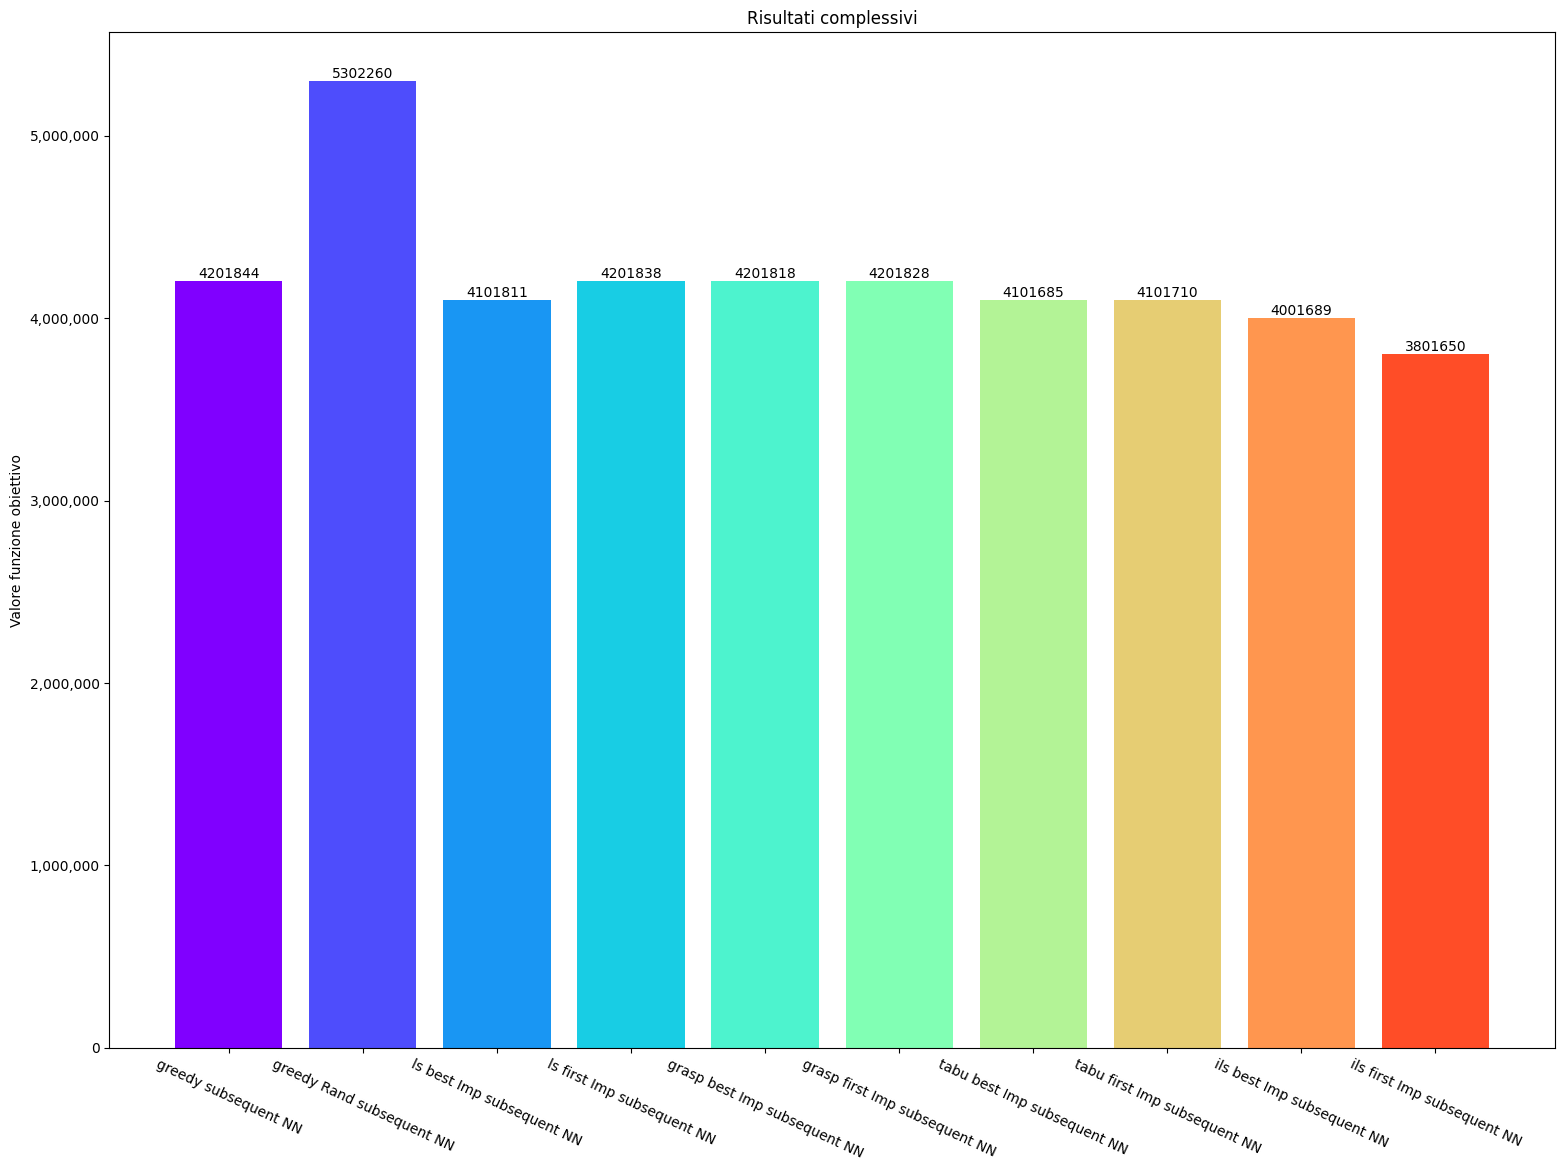 Risultati complessivi
5302260
5,000,000
4201844
4201838
4201818
4201828
4101811
4101685
4101710
4001689
4,000,000
3801650
3,000,000
Valore funzione obiettivo
2,000,000
1,000,000
0
greedy subsequent NN
greedy Rand subsequent NN
ls best Imp subsequent NN
ls first Imp subsequent NN
grasp best Imp subsequent NN
grasp first Imp subsequent NN
tabu best Imp subsequent NN
tabu first Imp subsequent NN
ils best Imp subsequent NN
ils first Imp subsequent NN